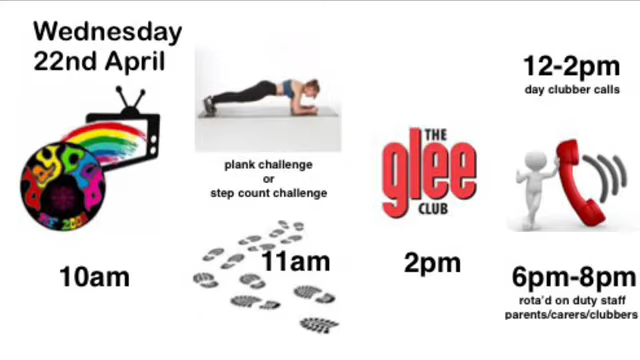 Wednesday
22nd April
10am
plank challenge
or
step count challenge
11am
THE
glee
CLUB
2pm
12-2pm
day clubber calls
6pm-8pm
rota'd on duty staff
parents/carers/clubbers